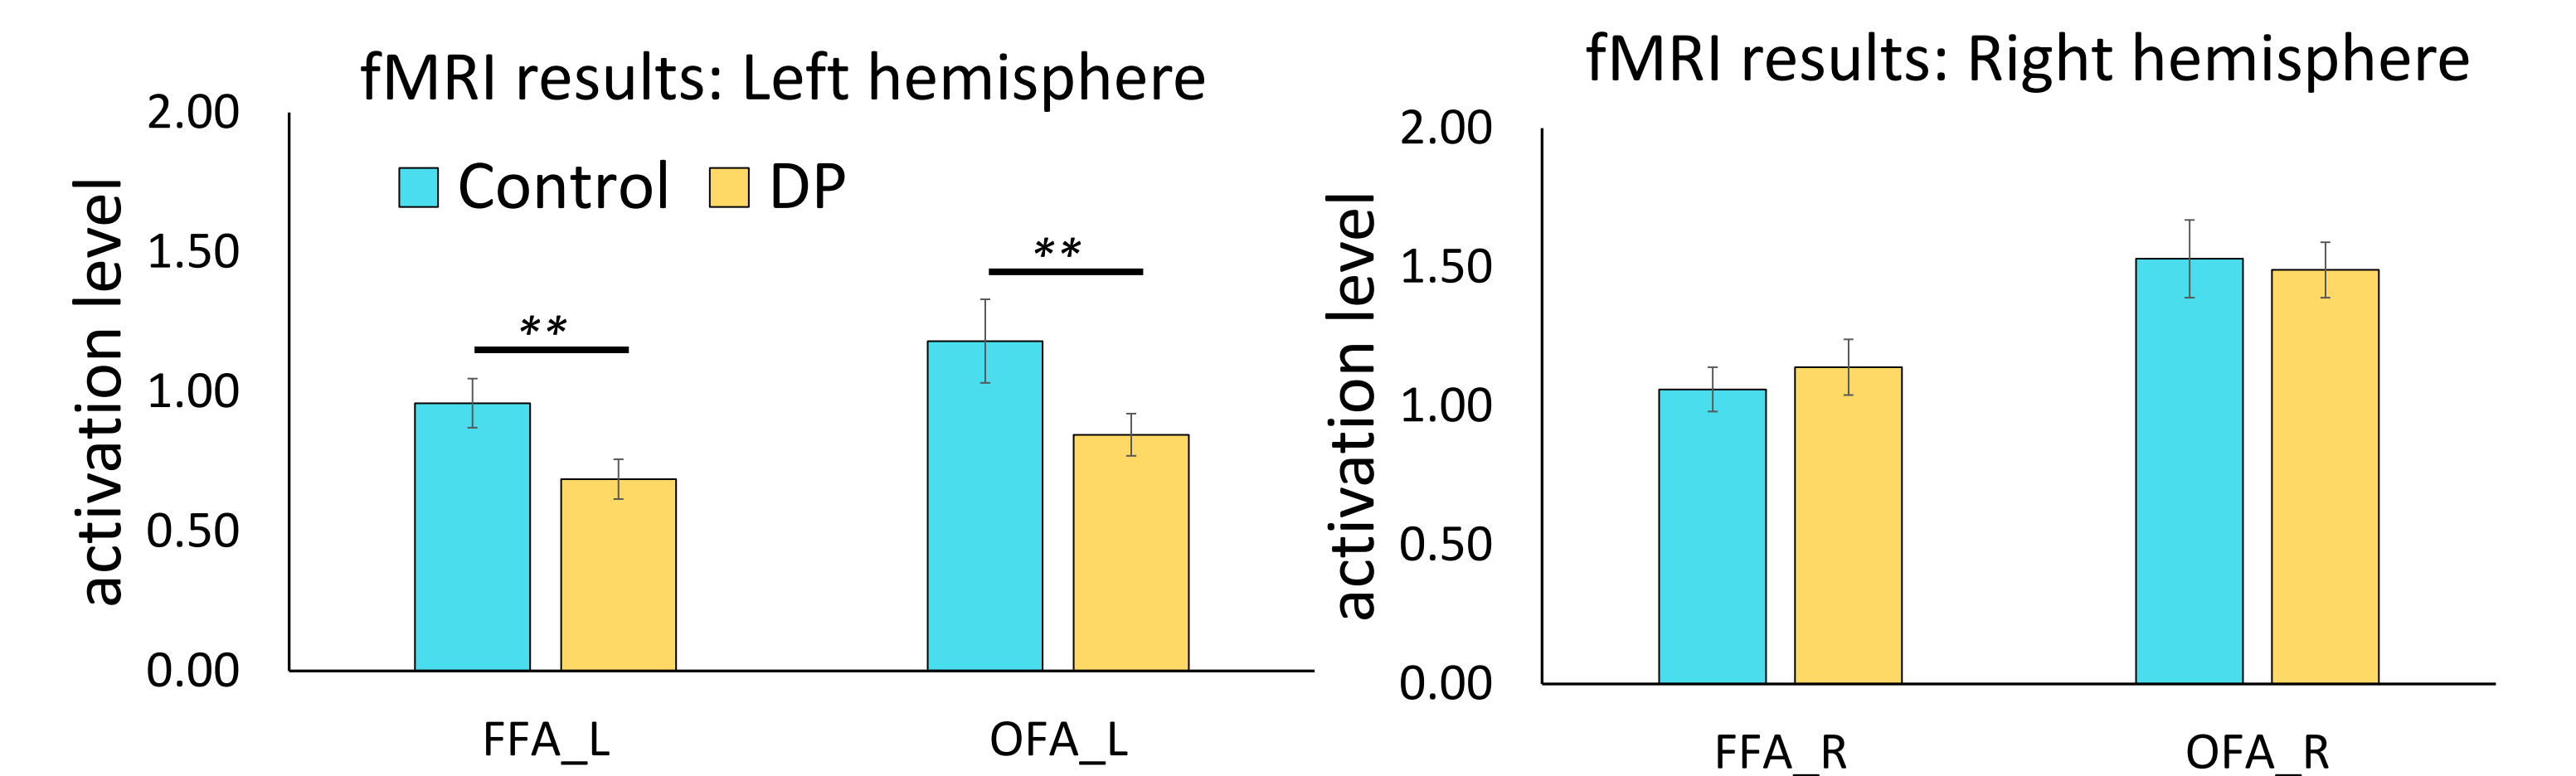 fMRI results: Left hemisphere
activation level
2.00
1.50
1.00
0.50
0.00
Control DP
**
**
FFA_L OFA_L
fMRI results: Right hemisphere
activation level
2.00
1.50
1.00
0.50
0.00
FFA_R OFA_R